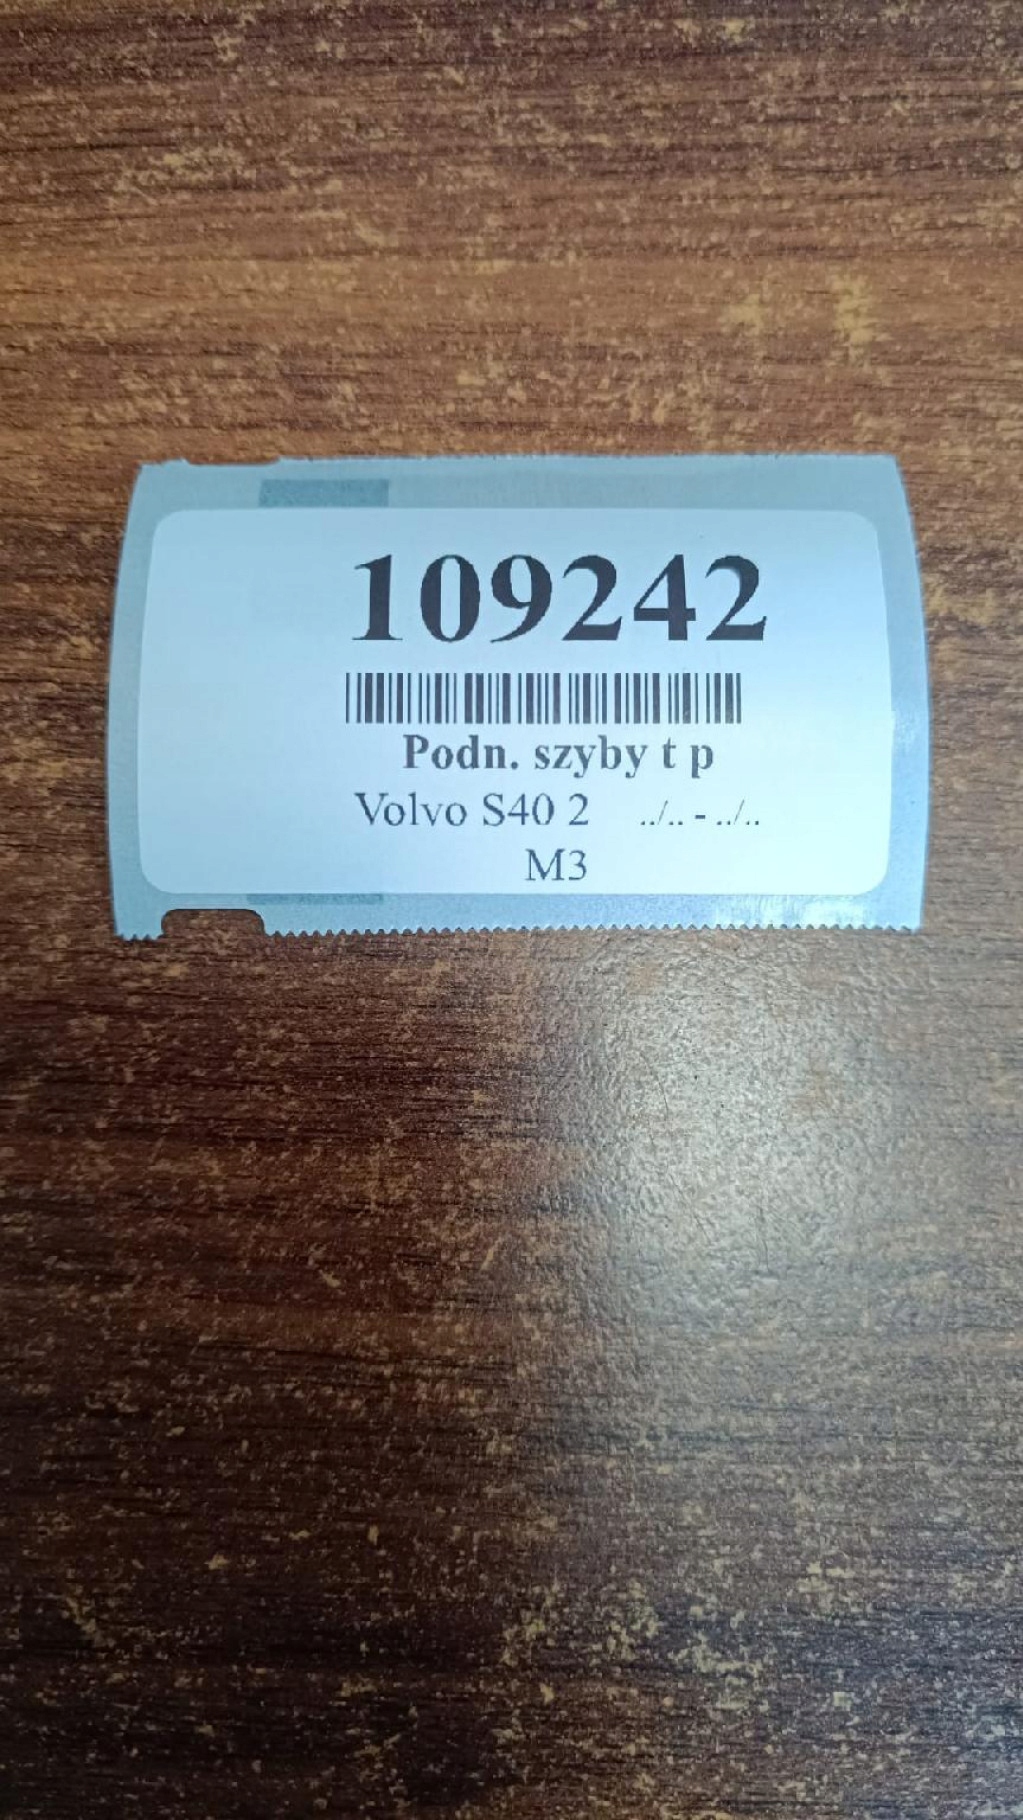 109242
Podn. szyby t p
Volvo S40 2 ../.. - ../..
M3